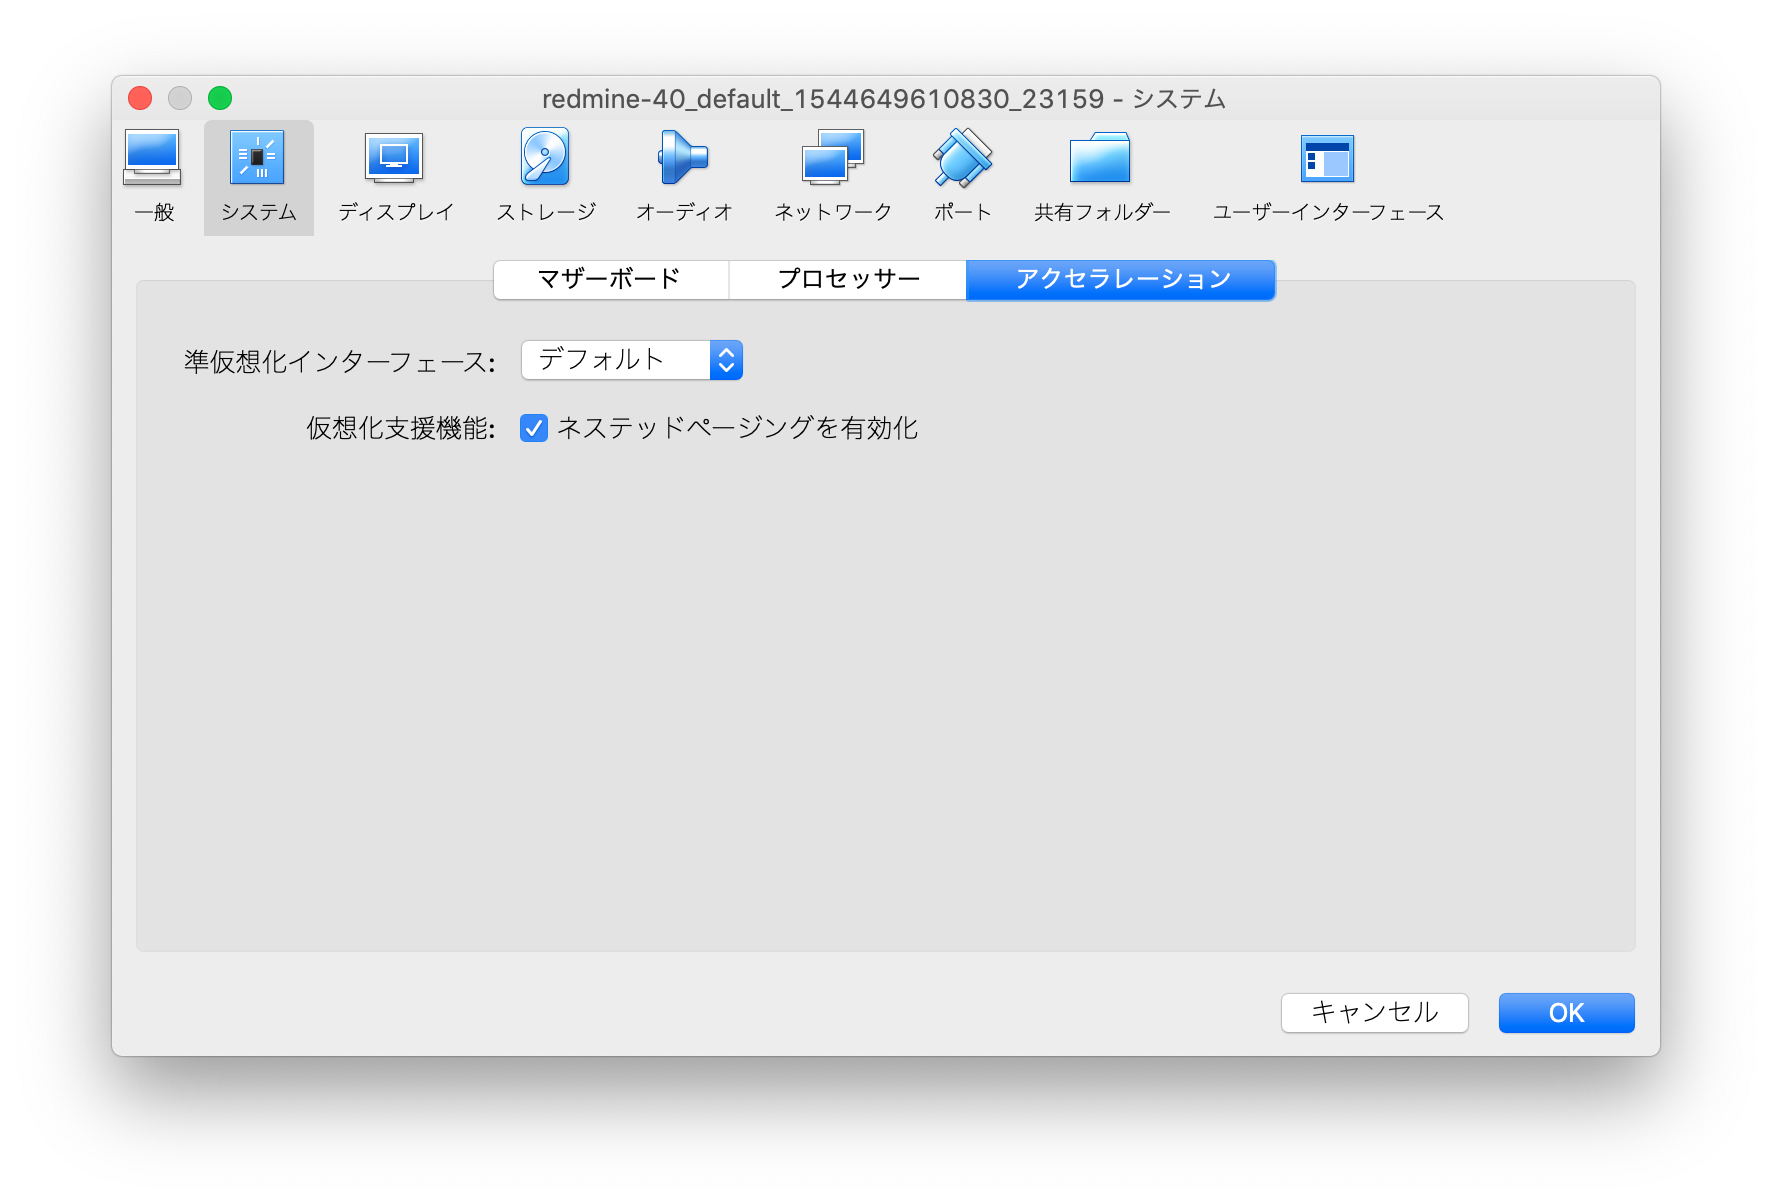 redmine-40_default_1544649610830_23159 - システム
一般 システム ディスプレイ ストレージ オーディオ ネットワーク ポート 共有フォルダー ユーザーインターフェース
マザーボード プロセッサー アクセラレーション
準仮想化インターフェース: デフォルト
仮想化支援機能: ネステッドページングを有効化
キャンセル OK